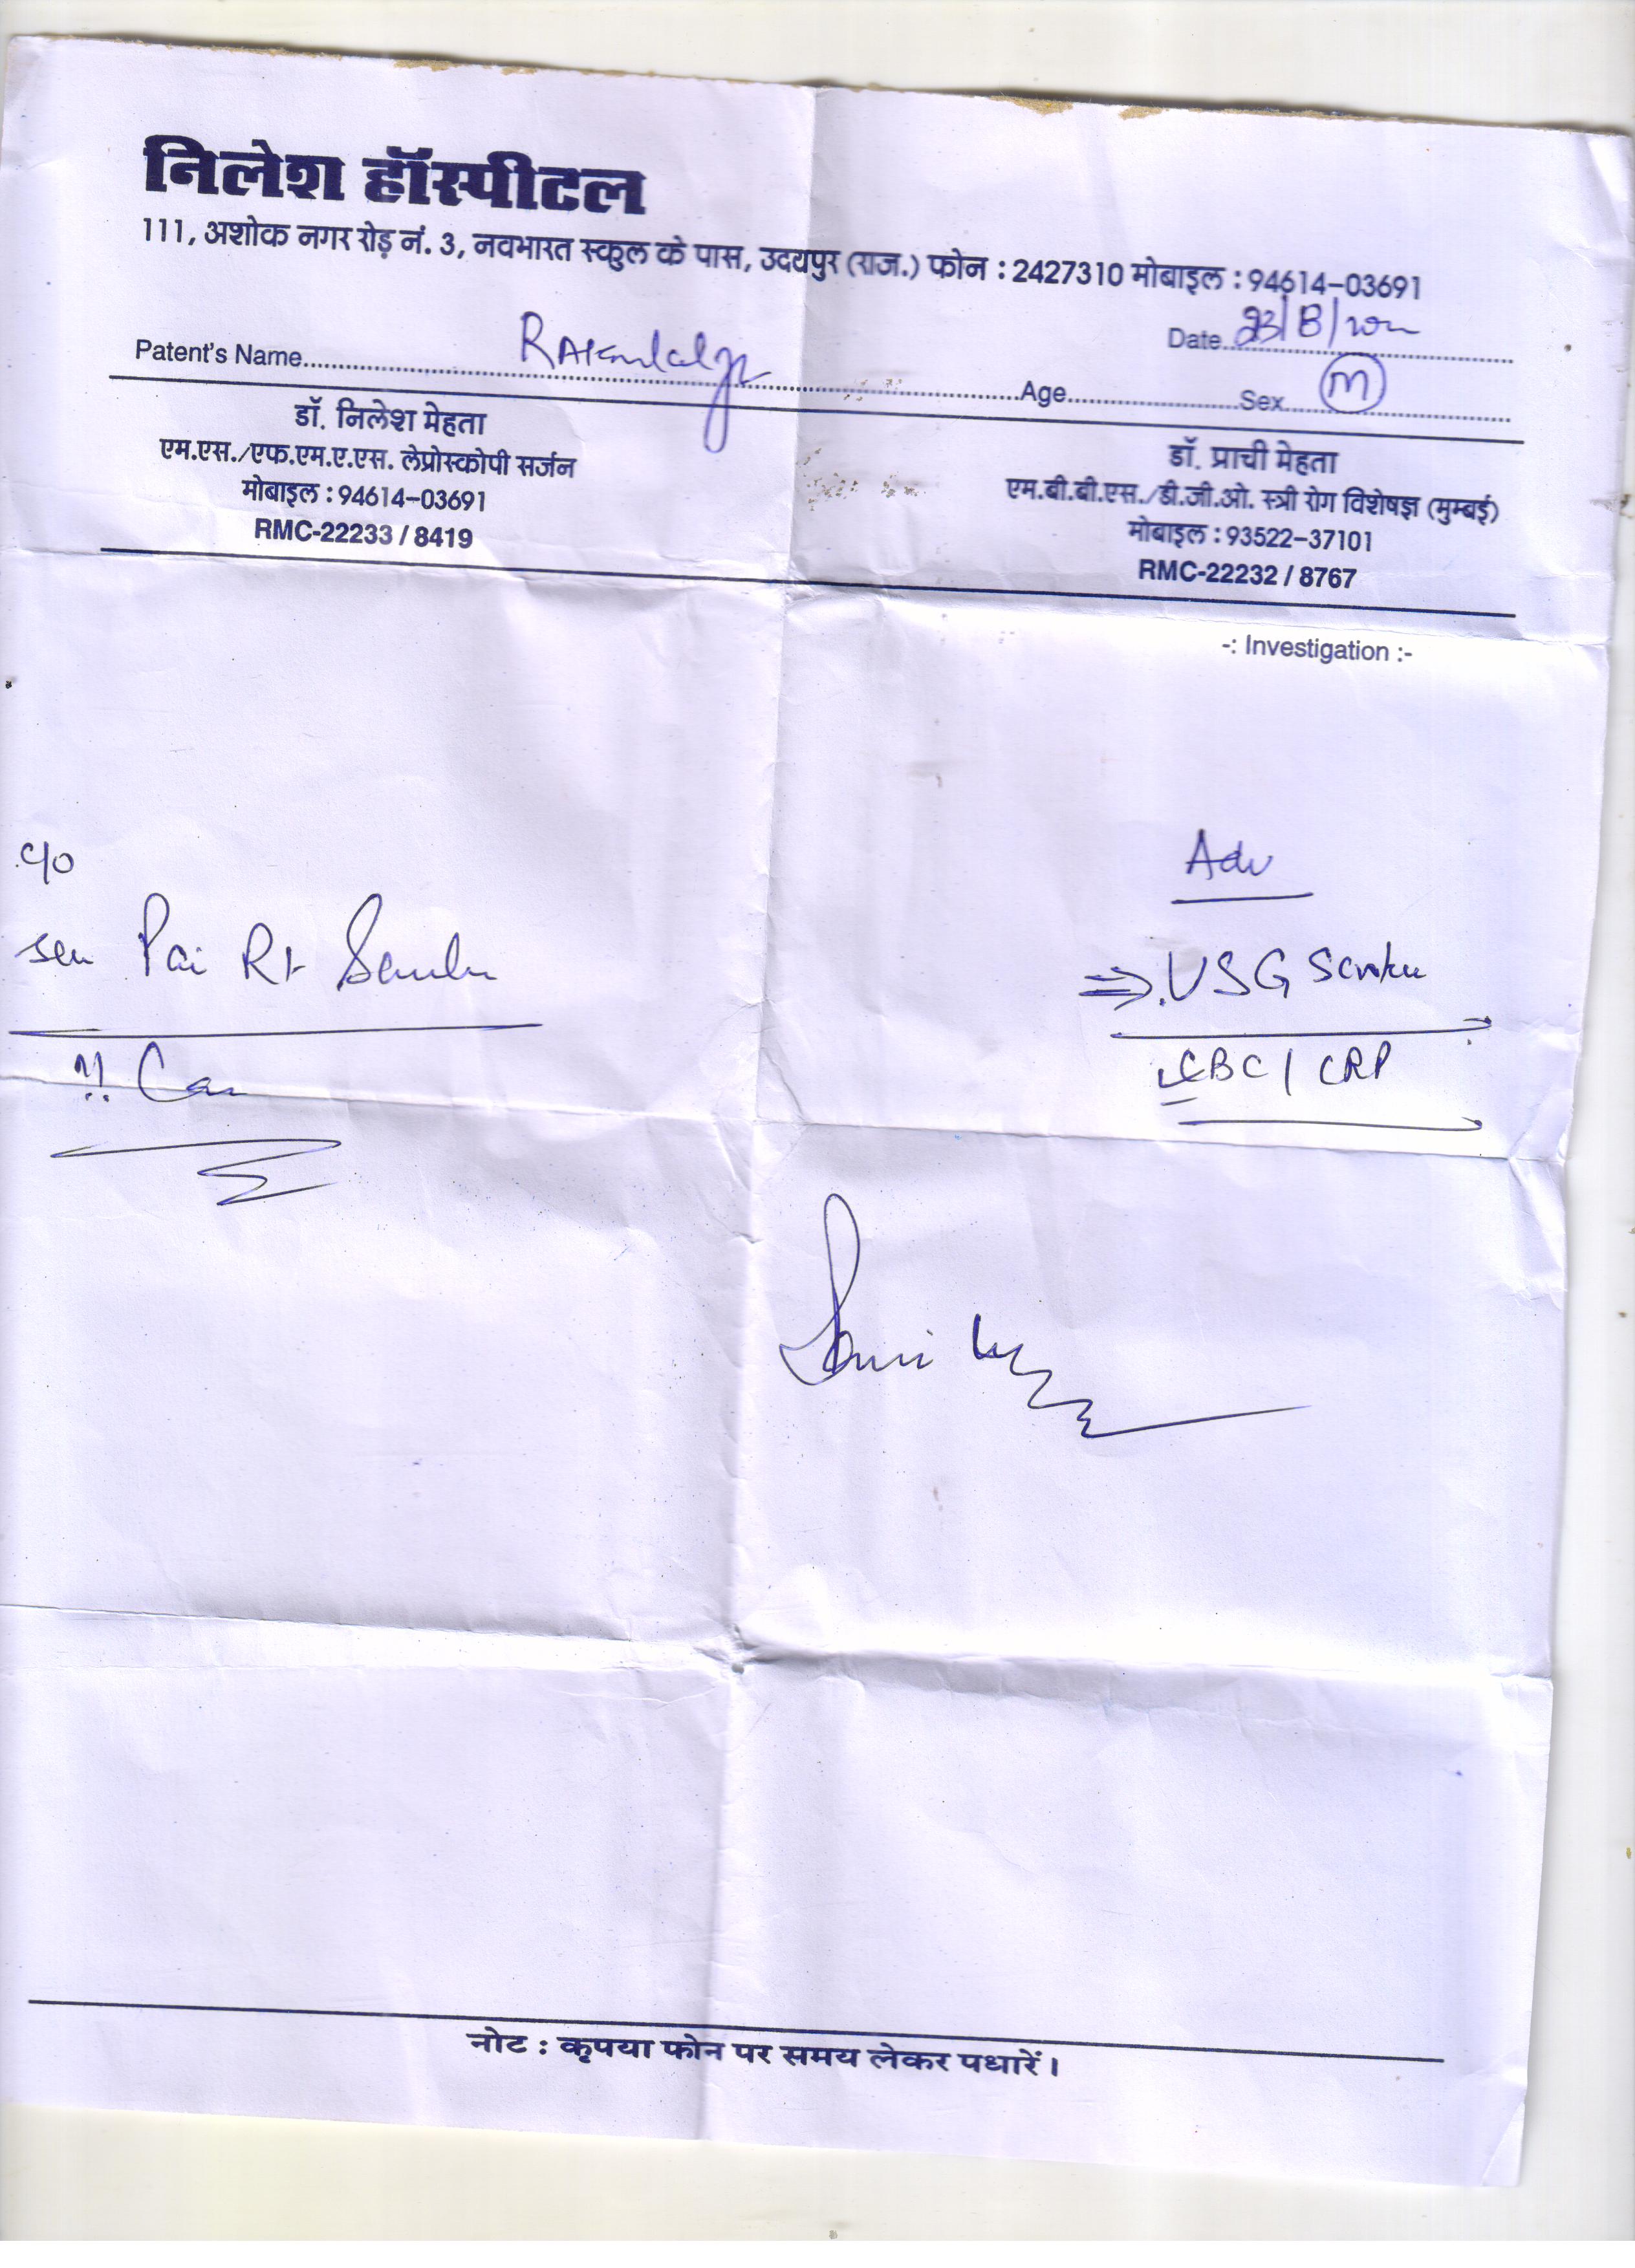 निलेश हॉस्पीटल
111, अशोक नगर रोड़ नं. 3, नवभारत स्कुल के पास, उदयपुर (राज.) फोन : 2427310 मोबाइल : 94614-03691
Patent's Name
Date
Age
Sex M
डॉ. निलेश मेहता
एम.एस./एफ.एम.ए.एस. लेप्रोस्कोपी सर्जन
मोबाइल : 94614-03691
RMC-22233 / 8419
डॉ. प्राची मेहता
एम.बी.बी.एस./डी.जी.ओ. स्त्री रोग विशेषज्ञ (मुम्बई)
मोबाइल : 93522-37101
RMC-22232 / 8767
-: Investigation :-
c/o
Rt
Adv
⇒ USG
CBC / CRP
नोट : कृपया फोन पर समय लेकर पधारें।